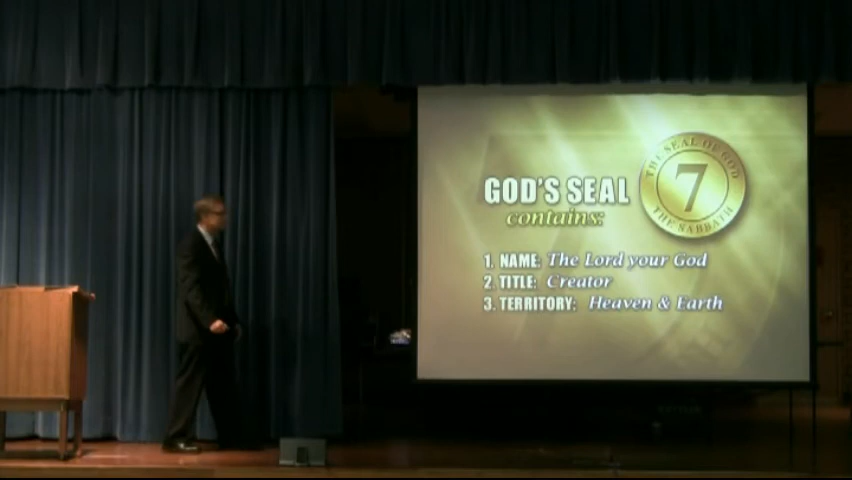 GOD'S SEAL
contains:
THE SEAL OF GOD
7
THE SABBATH
1. NAME: The Lord your God
2. TITLE: Creator
3. TERRITORY: Heaven & Earth